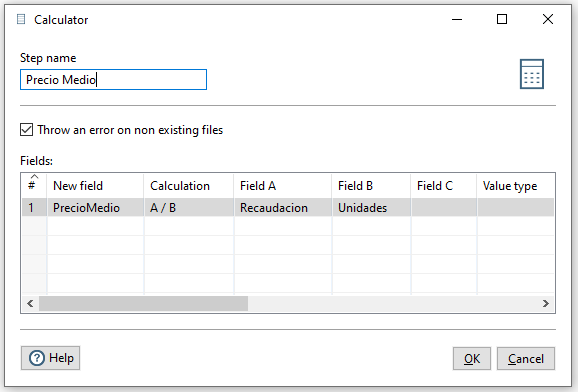 Calculator
Step name
Precio Medio
Throw an error on non existing files
Fields:
# New field Calculation Field A Field B Field C Value type
1 PrecioMedio A / B Recaudacion Unidades
? Help OK Cancel